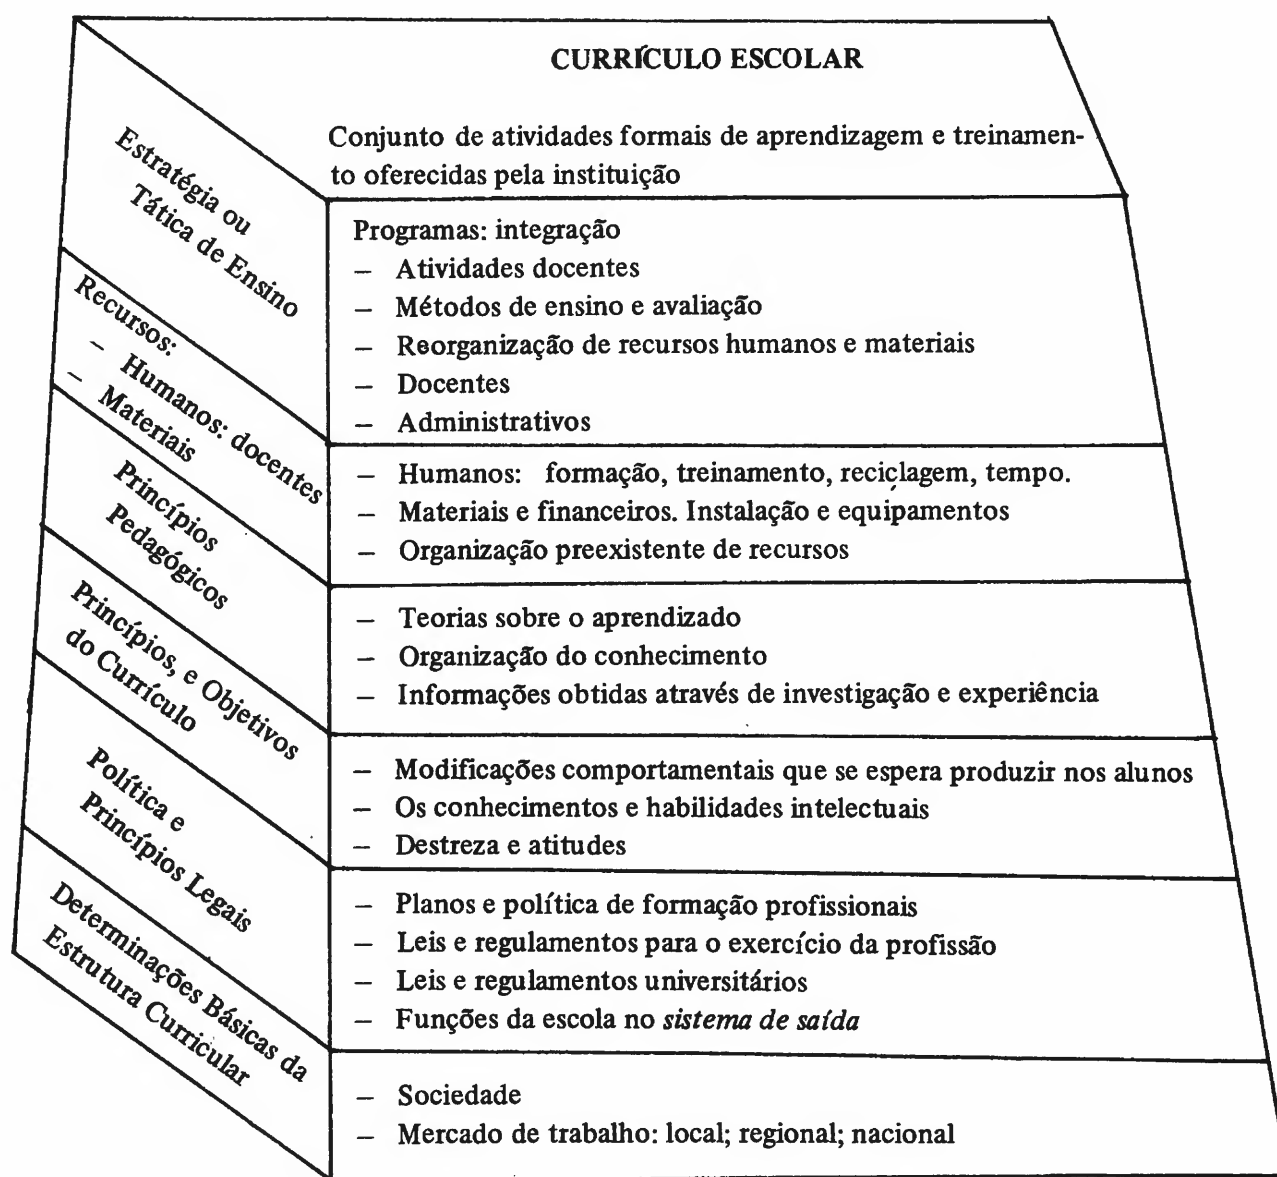 CURRÍCULO ESCOLAR
Conjunto de atividades formais de aprendizagem e treinamen-
to oferecidas pela instituição
Estratégia ou
Tática de Ensino
Programas: integração
– Atividades docentes
– Métodos de ensino e avaliação
– Reorganização de recursos humanos e materiais
– Docentes
– Administrativos
Recursos:
– Humanos: docentes
– Materiais
– Humanos: formação, treinamento, reciclagem, tempo.
– Materiais e financeiros. Instalação e equipamentos
– Organização preexistente de recursos
Princípios
Pedagógicos
– Teorias sobre o aprendizado
– Organização do conhecimento
– Informações obtidas através de investigação e experiência
Princípios, e Objetivos
do Currículo
– Modificações comportamentais que se espera produzir nos alunos
– Os conhecimentos e habilidades intelectuais
– Destreza e atitudes
Política e
Princípios Legais
– Planos e política de formação profissionais
– Leis e regulamentos para o exercício da profissão
– Leis e regulamentos universitários
– Funções da escola no sistema de saída
Determinações Básicas da
Estrutura Curricular
– Sociedade
– Mercado de trabalho: local; regional; nacional